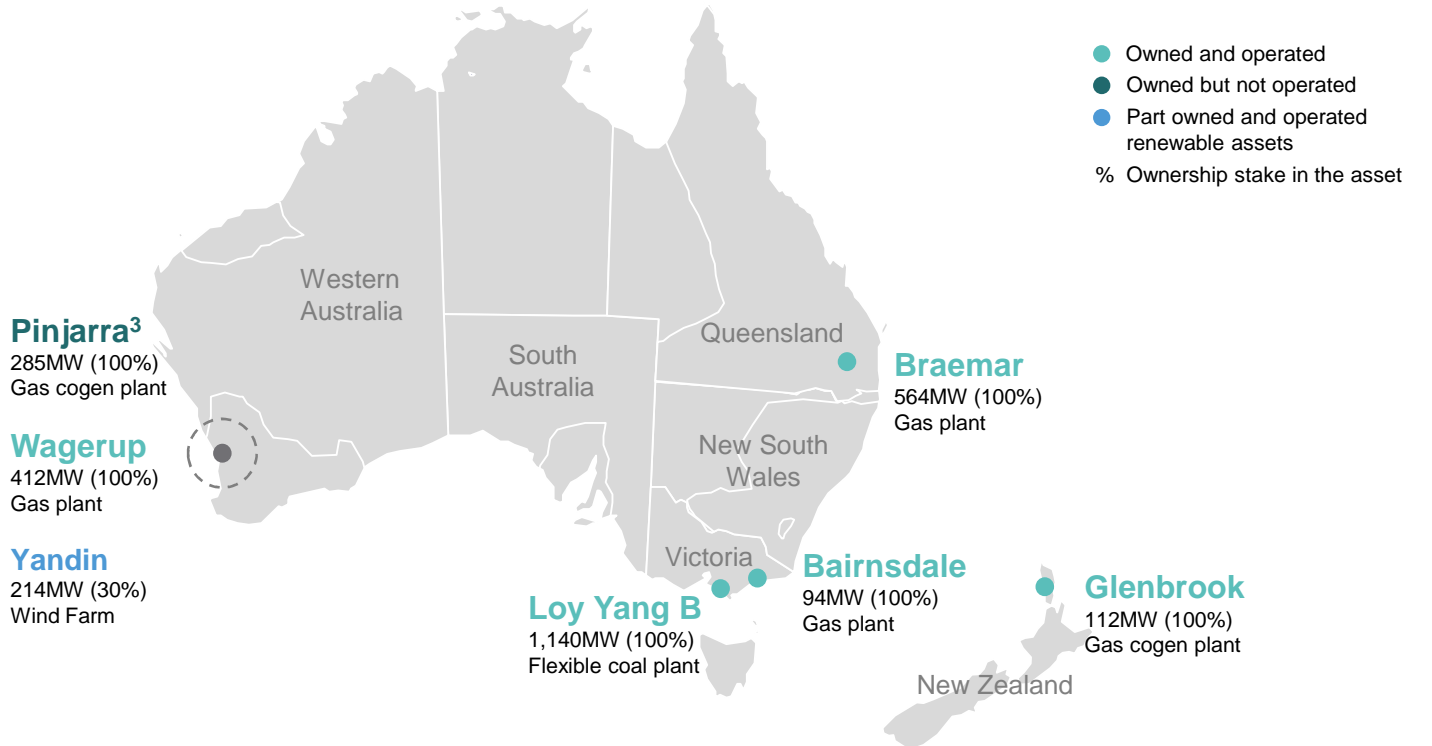 Owned and operated
Owned but not operated
Part owned and operated
renewable assets
% Ownership stake in the asset
Western
Australia
Pinjarra³
285MW (100%)
Gas cogen plant
Wagerup
412MW (100%)
Gas plant
Yandin
214MW (30%)
Wind Farm
South
Australia
Queensland
Braemar
564MW (100%)
Gas plant
New South
Wales
Victoria
Loy Yang B
1,140MW (100%)
Flexible coal plant
Bairnsdale
94MW (100%)
Gas plant
Glenbrook
112MW (100%)
Gas cogen plant
New Zealand